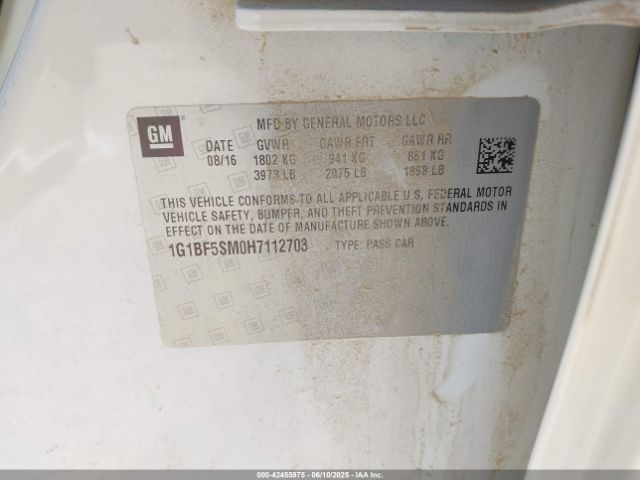 GM
MFD BY GENERAL MOTORS LLC
DATE GVWR GAWR FRT GAWR RR
08/16 1802 KG 941 KG 861 KG
3973 LB 2075 LB 1898 LB
THIS VEHICLE CONFORMS TO ALL APPLICABLE U.S. FEDERAL MOTOR
VEHICLE SAFETY, BUMPER, AND THEFT PREVENTION STANDARDS IN
EFFECT ON THE DATE OF MANUFACTURE SHOWN ABOVE.
1G1BF5SM0H7112703 TYPE: PASS CAR
000-42455975 - 06/10/2025 - IAA Inc.